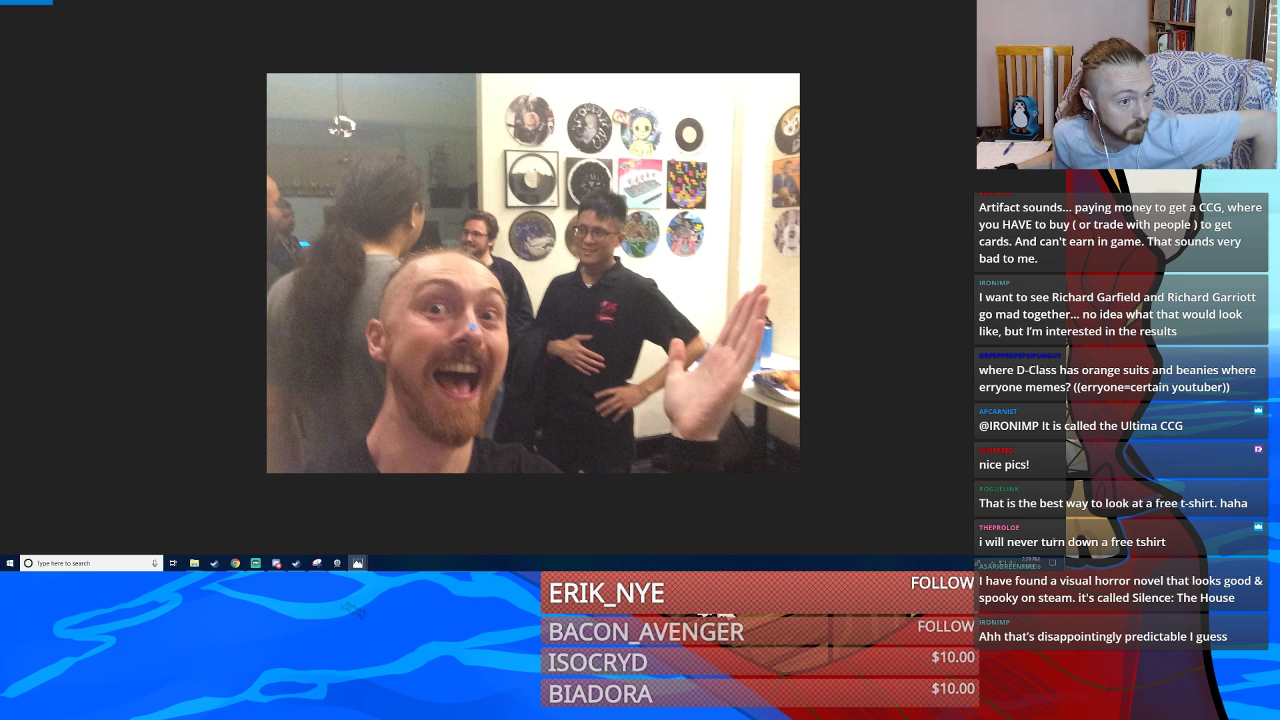 Artifact sounds... paying money to get a CCG, where
you HAVE to buy ( or trade with people ) to get
cards. And can't earn in game. That sounds very
bad to me.
IRONIMP
I want to see Richard Garfield and Richard Garriott
go mad together... no idea what that would look
like, but I'm interested in the results
where D-Class has orange suits and beanies where
erryone memes? ((erryone=certain youtuber))
APCARNIST
@IRONIMP It is called the Ultima CCG
nice pics!
ROGUELINK
That is the best way to look at a free t-shirt. haha
THEPROLOE
i will never turn down a free tshirt
ASARIGREENFIRE
I have found a visual horror novel that looks good &
spooky on steam. it's called Silence: The House
IRONIMP
Ahh that's disappointingly predictable I guess
Type here to search
ERIK_NYE FOLLOW
BACON_AVENGER FOLLOW
ISOCRYD $10.00
BIADORA $10.00